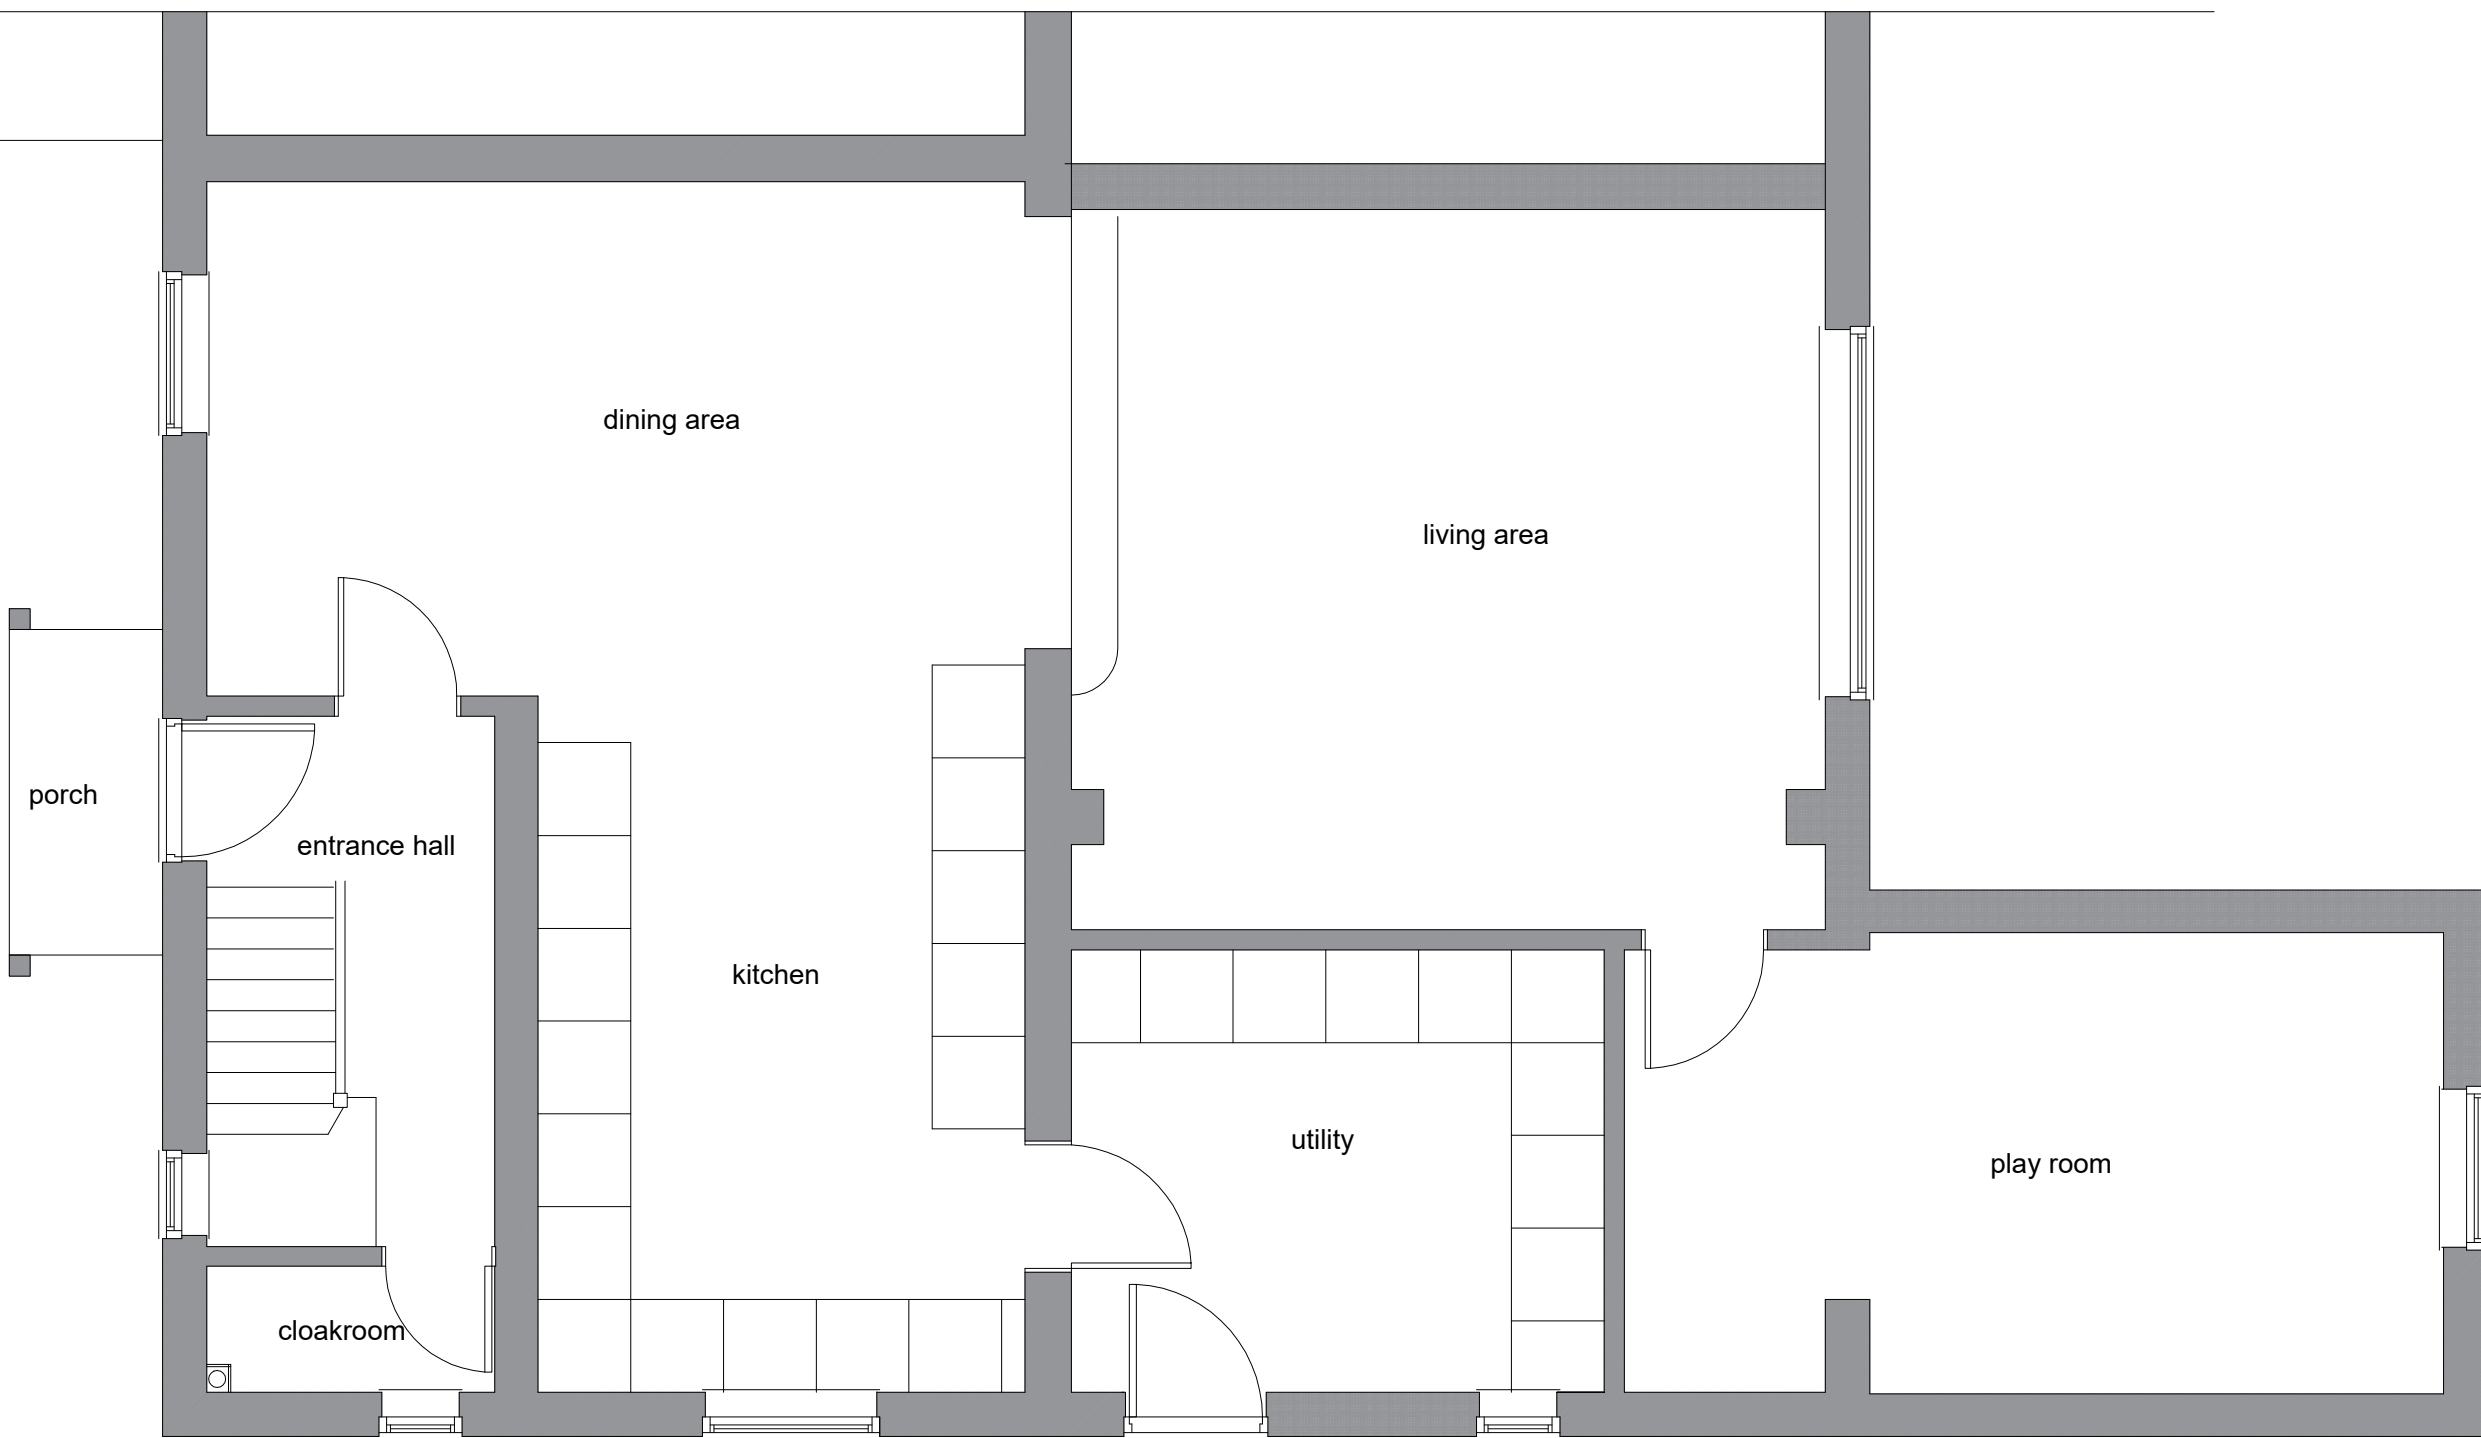 dining area
living area
porch
entrance hall
kitchen
utility
play room
cloakroom